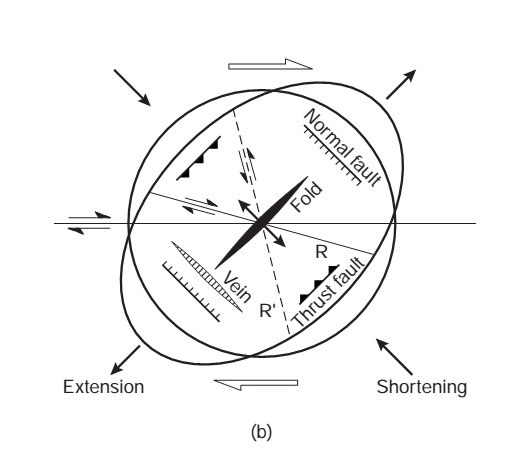 Normal fault
Fold
R
Vein
Thrust fault
R'
Extension
Shortening
(b)